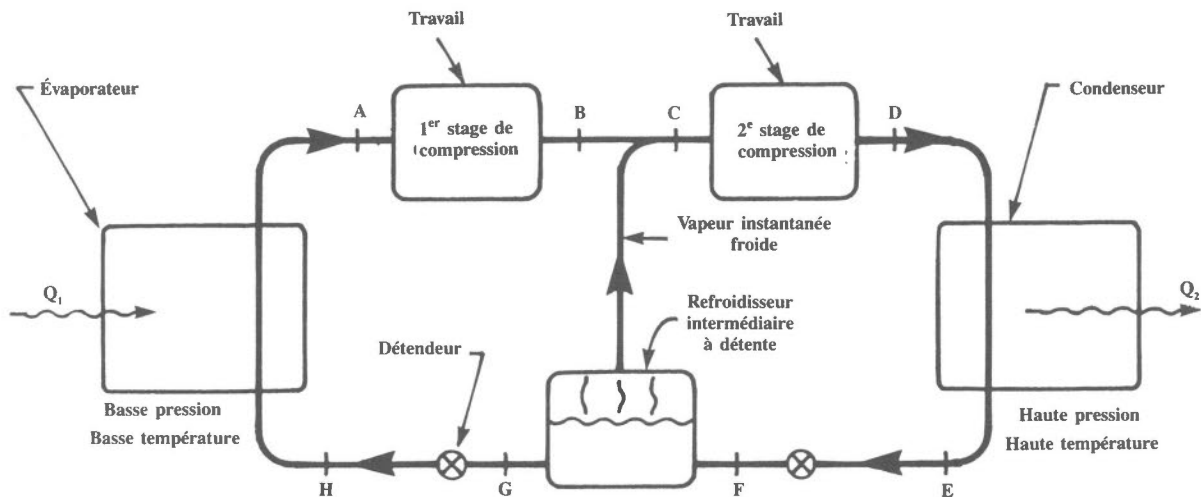 Travail
Travail
Évaporateur
Condenseur
A
1er stage de
compression
B
C
2e stage de
compression
D
Vapeur instantanée
froide
Q1
Q2
Refroidisseur
intermédiaire
à détente
Détendeur
Basse pression
Basse température
Haute pression
Haute température
H
G
F
E